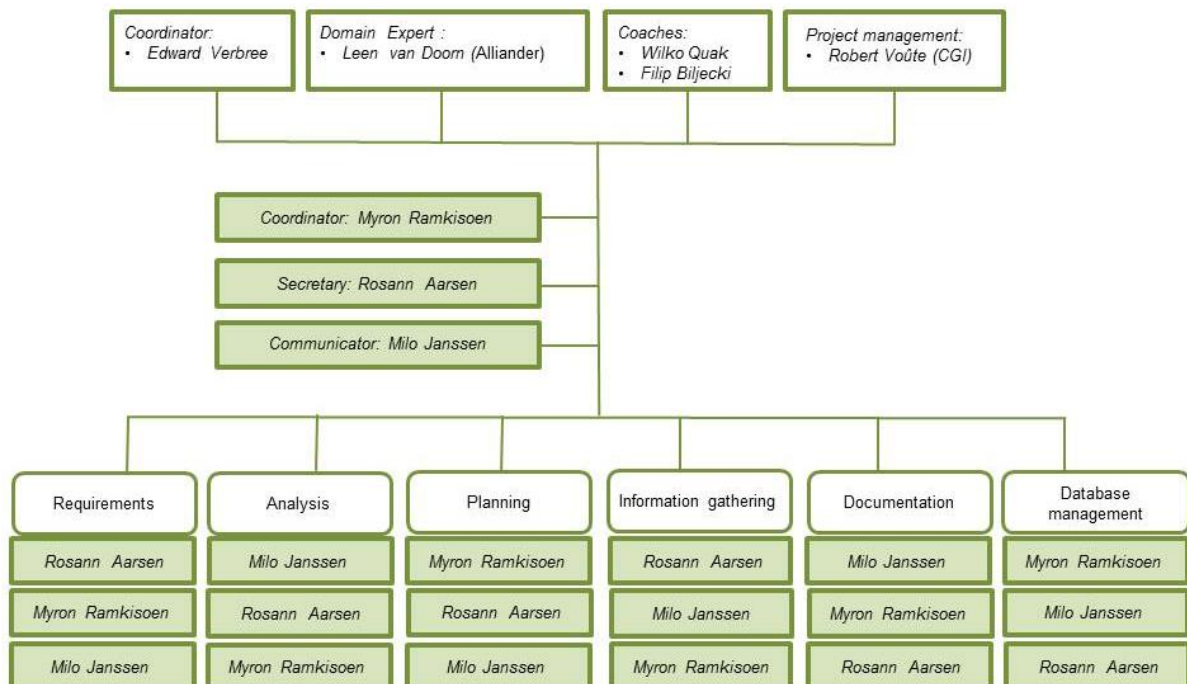 Coordinator:
• Edward Verbree
Domain Expert :
• Leen van Doorn (Alliander)
Coaches:
• Wilko Quak
• Filip Biljecki
Project management:
• Robert Voûte (CGI)
Coordinator: Myron Ramkisoen
Secretary: Rosann Aarsen
Communicator: Milo Janssen
Requirements
Rosann Aarsen
Myron Ramkisoen
Milo Janssen
Analysis
Milo Janssen
Rosann Aarsen
Myron Ramkisoen
Planning
Myron Ramkisoen
Rosann Aarsen
Milo Janssen
Information gathering
Rosann Aarsen
Milo Janssen
Myron Ramkisoen
Documentation
Milo Janssen
Myron Ramkisoen
Rosann Aarsen
Database
management
Myron Ramkisoen
Milo Janssen
Rosann Aarsen